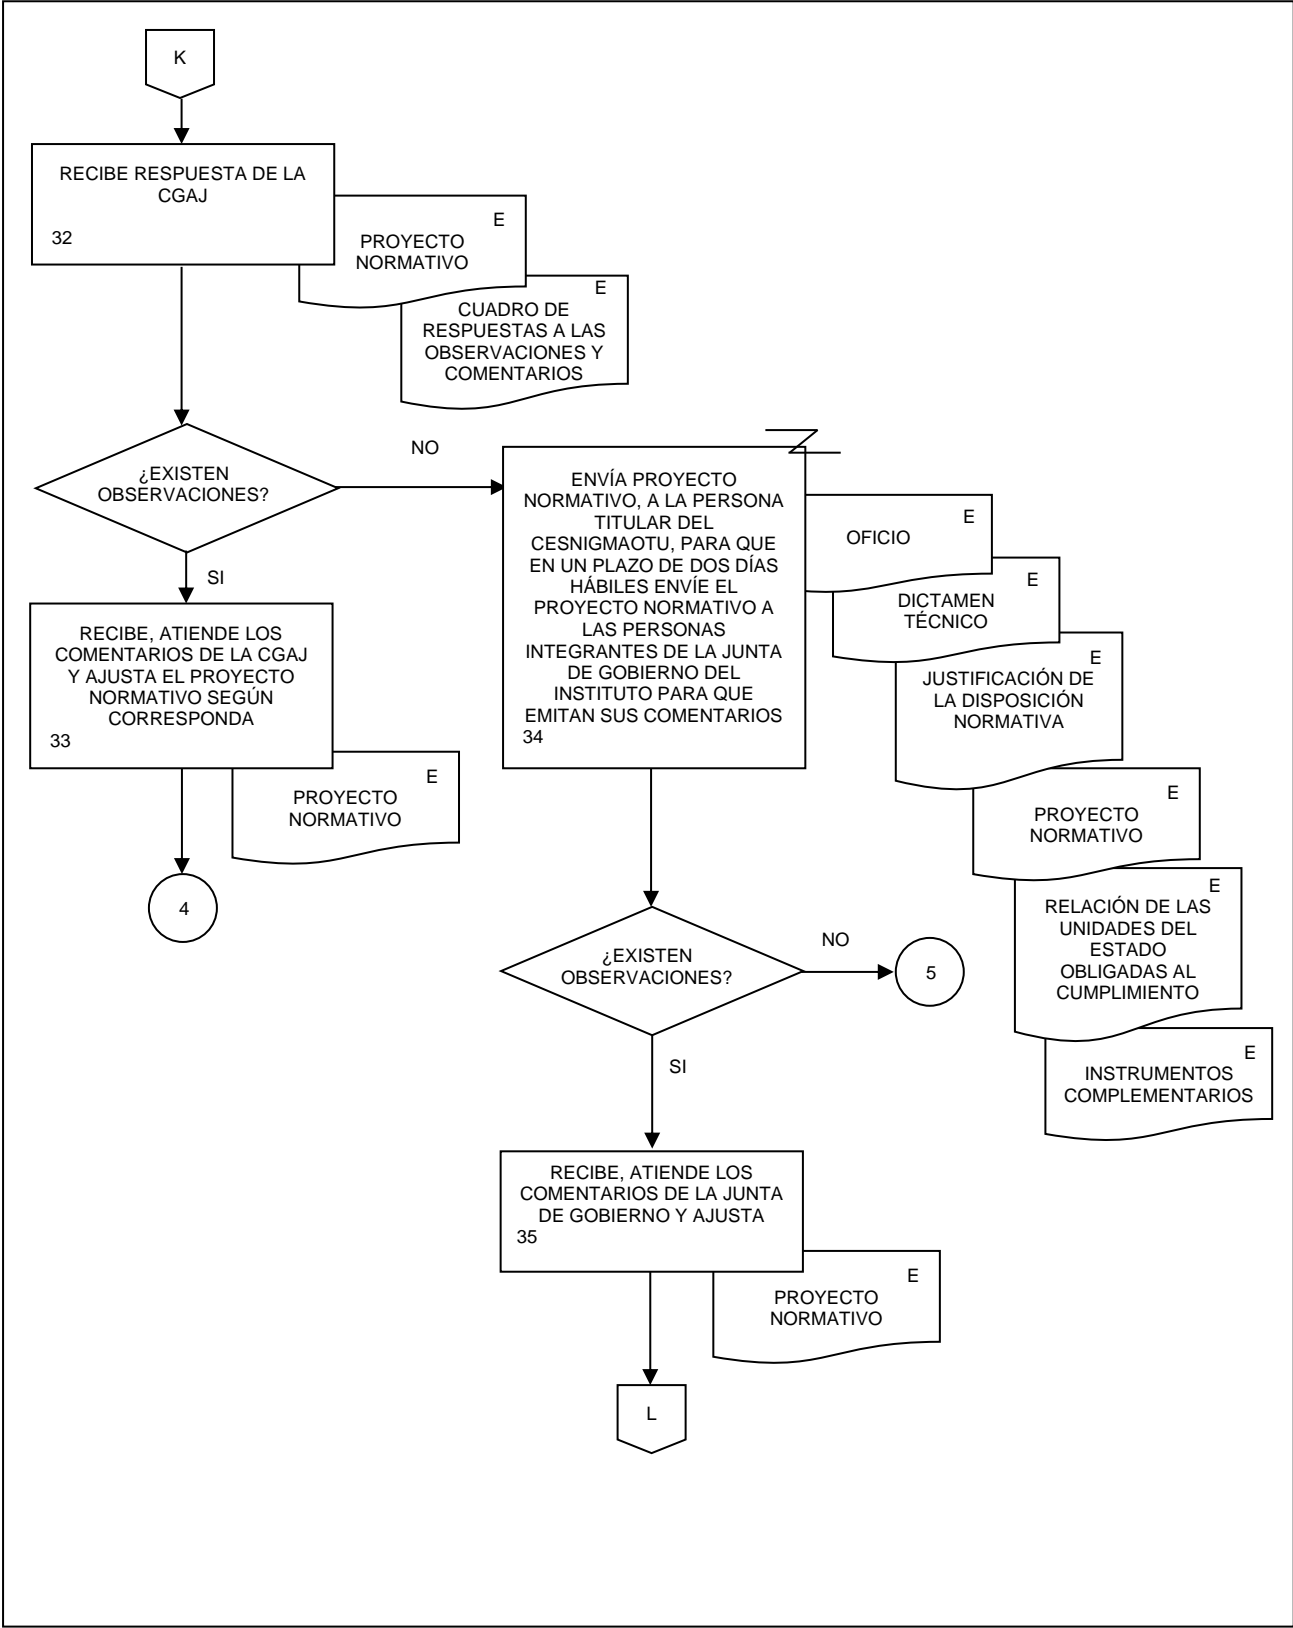 K
RECIBE RESPUESTA DE LA
CGAJ
32
E
PROYECTO
NORMATIVO
E
CUADRO DE
RESPUESTAS A LAS
OBSERVACIONES Y
COMENTARIOS
¿EXISTEN
OBSERVACIONES?
NO
SI
RECIBE, ATIENDE LOS
COMENTARIOS DE LA CGAJ
Y AJUSTA EL PROYECTO
NORMATIVO SEGÚN
CORRESPONDA
33
E
PROYECTO
NORMATIVO
4
ENVÍA PROYECTO
NORMATIVO, A LA PERSONA
TITULAR DEL
CESNIGMAOTU, PARA QUE
EN UN PLAZO DE DOS DÍAS
HÁBILES ENVÍE EL
PROYECTO NORMATIVO A
LAS PERSONAS
INTEGRANTES DE LA JUNTA
DE GOBIERNO DEL
INSTITUTO PARA QUE
EMITAN SUS COMENTARIOS
34
E
OFICIO
E
DICTAMEN
TÉCNICO
E
JUSTIFICACIÓN DE
LA DISPOSICIÓN
NORMATIVA
E
PROYECTO
NORMATIVO
E
RELACIÓN DE LAS
UNIDADES DEL
ESTADO
OBLIGADAS AL
CUMPLIMIENTO
E
INSTRUMENTOS
COMPLEMENTARIOS
¿EXISTEN
OBSERVACIONES?
NO
5
SI
RECIBE, ATIENDE LOS
COMENTARIOS DE LA JUNTA
DE GOBIERNO Y AJUSTA
35
E
PROYECTO
NORMATIVO
L